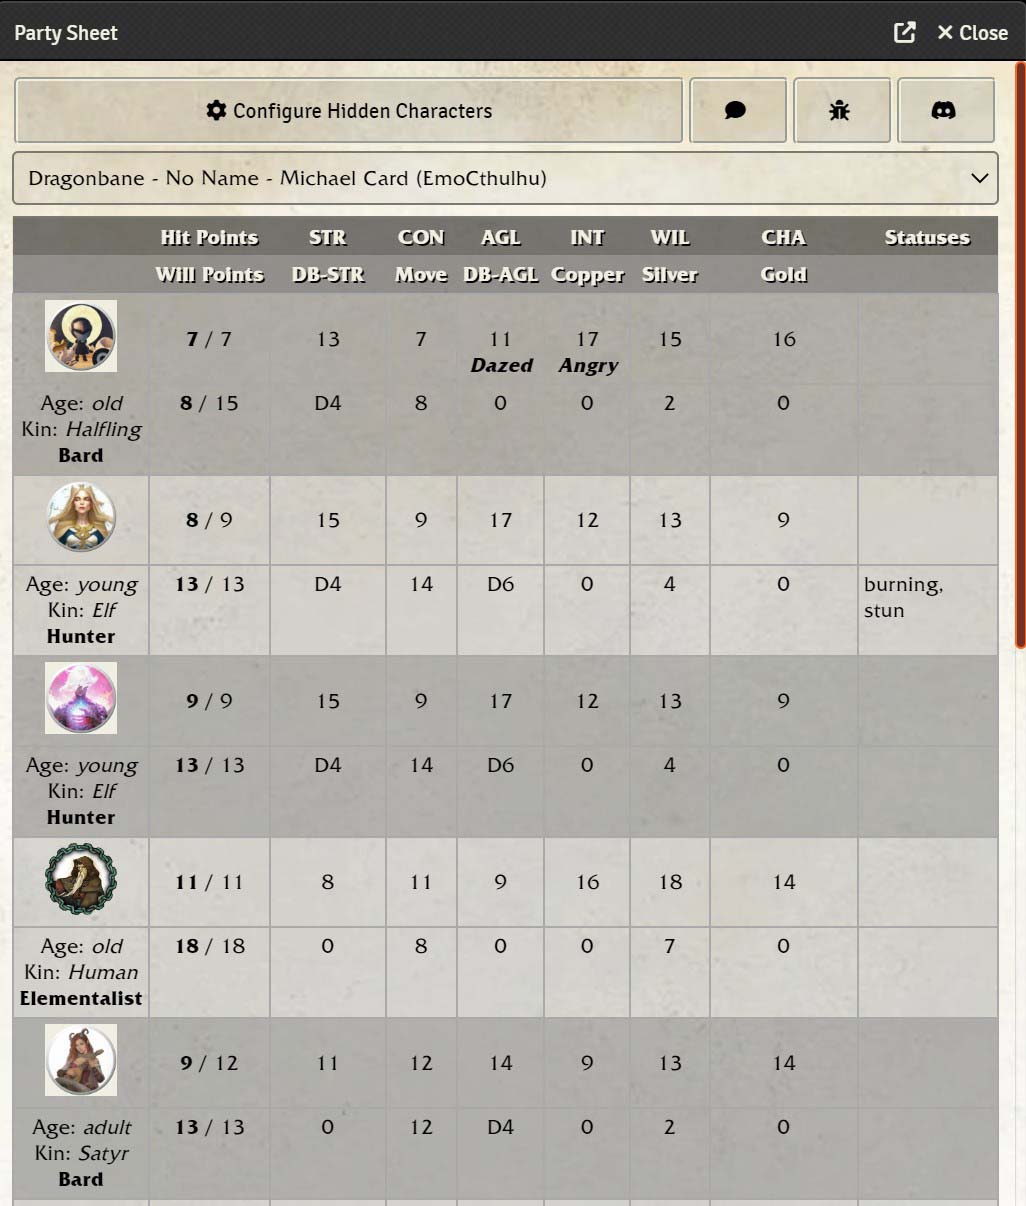 Party Sheet
Close
Configure Hidden Characters
Dragonbane - No Name - Michael Card (EmoCthulhu)
Hit Points STR CON AGL INT WIL CHA Statuses
Will Points DB-STR Move DB-AGL Copper Silver Gold
7 / 7 13 7 11 17 15 16
Dazed Angry
Age: old 8 / 15 D4 8 0 0 2 0
Kin: Halfling
Bard
8 / 9 15 9 17 12 13 9
Age: young 13 / 13 D4 14 D6 0 4 0 burning,
Kin: Elf stun
Hunter
9 / 9 15 9 17 12 13 9
Age: young 13 / 13 D4 14 D6 0 4 0
Kin: Elf
Hunter
11 / 11 8 11 9 16 18 14
Age: old 18 / 18 0 8 0 0 7 0
Kin: Human
Elementalist
9 / 12 11 12 14 9 13 14
Age: adult 13 / 13 0 12 D4 0 2 0
Kin: Satyr
Bard